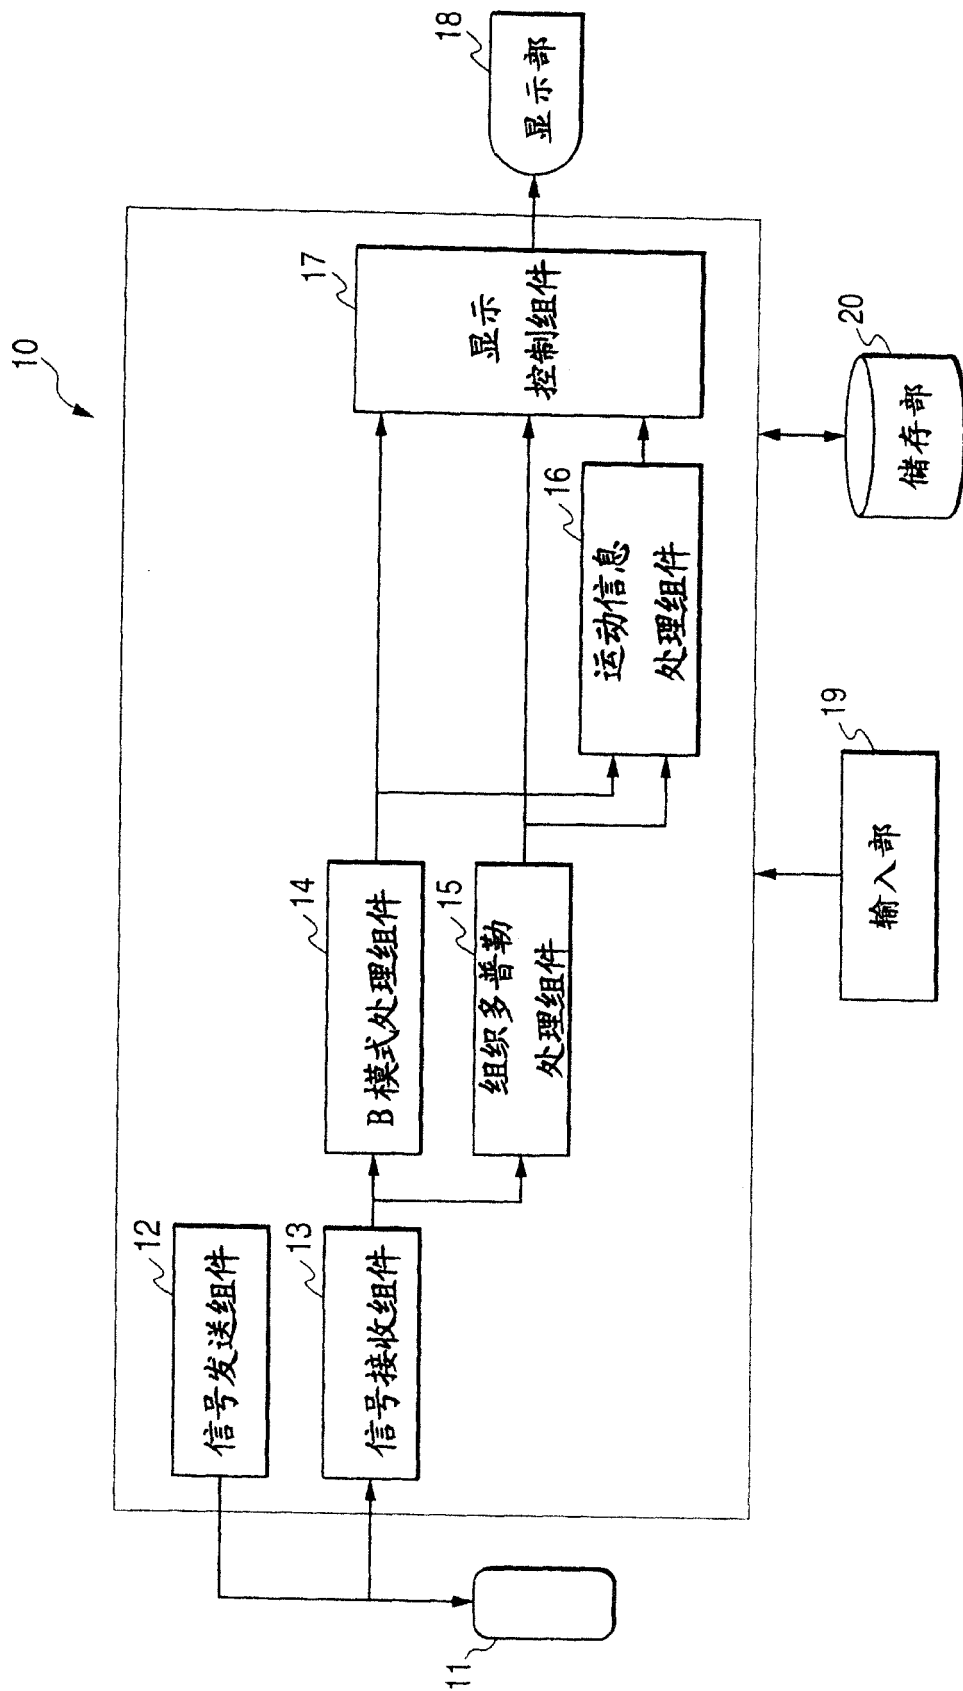 10
11
12
信号发送组件
13
信号接收组件
14
B模式处理组件
15
组织多普勒
处理组件
16
运动信息
处理组件
17
显示
控制组件
18
显示部
19
输入部
20
储存部